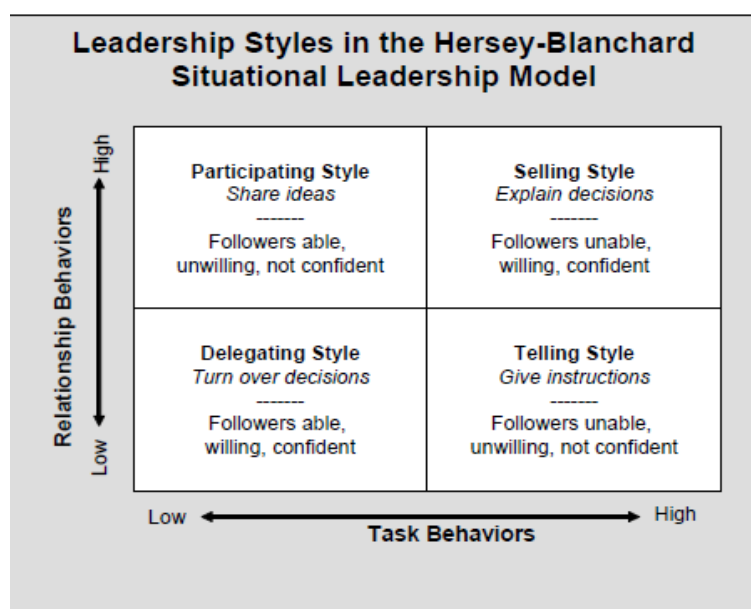 Leadership Styles in the Hersey-Blanchard
Situational Leadership Model
High
Relationship Behaviors
Low
Participating Style
Share ideas
-------
Followers able,
unwilling, not confident
Selling Style
Explain decisions
-------
Followers unable,
willing, confident
Delegating Style
Turn over decisions
-------
Followers able,
willing, confident
Telling Style
Give instructions
-------
Followers unable,
unwilling, not confident
Low
High
Task Behaviors